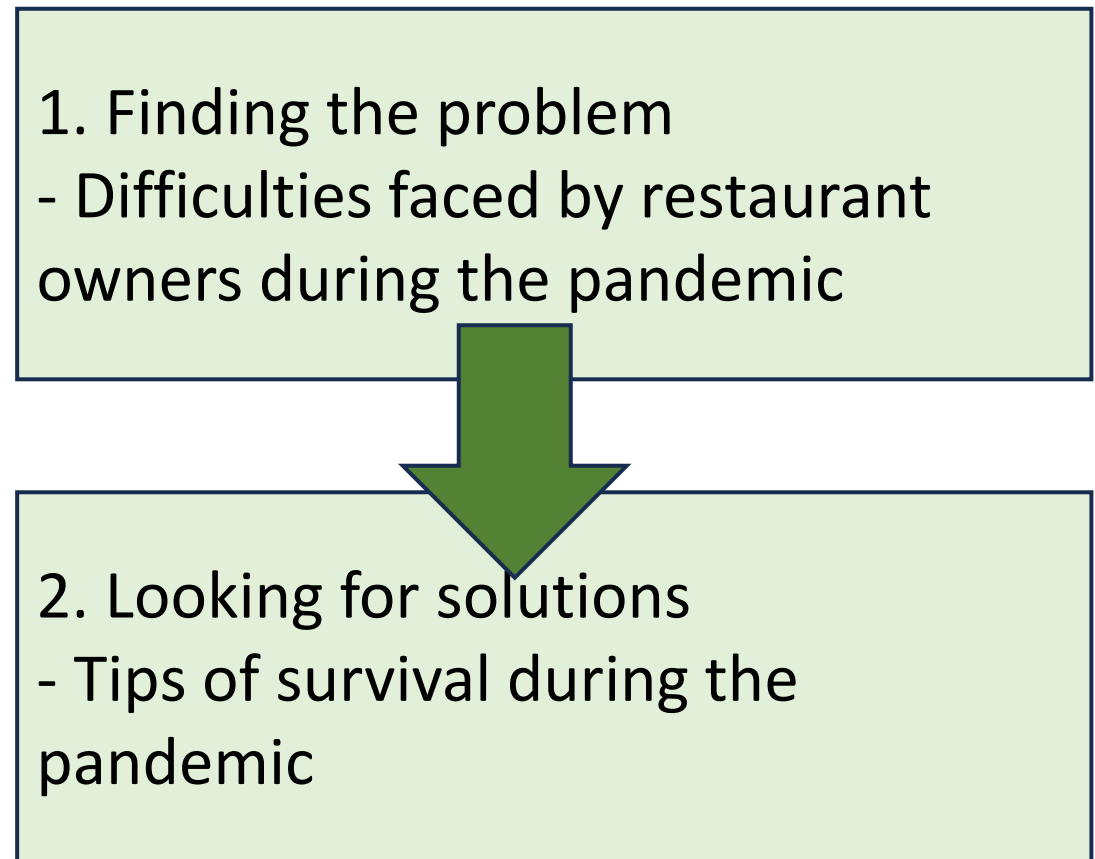 1. Finding the problem
- Difficulties faced by restaurant
owners during the pandemic
2. Looking for solutions
- Tips of survival during the
pandemic